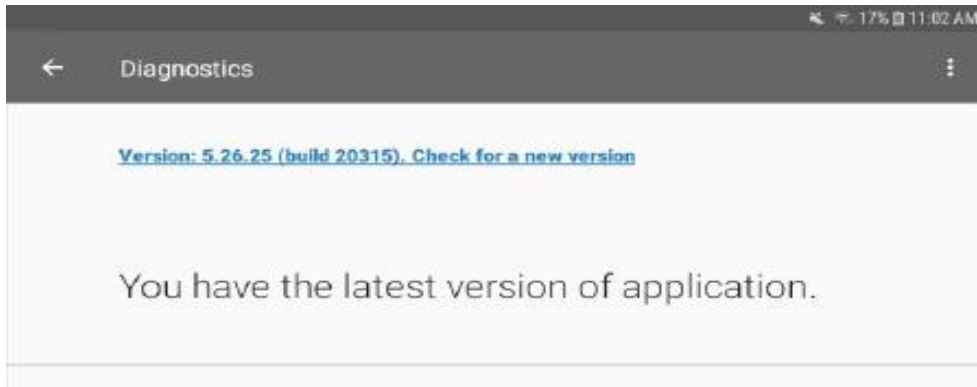 17% 11:02 AM
Diagnostics
Version: 5.26.25 (build 20315). Check for a new version
You have the latest version of application.